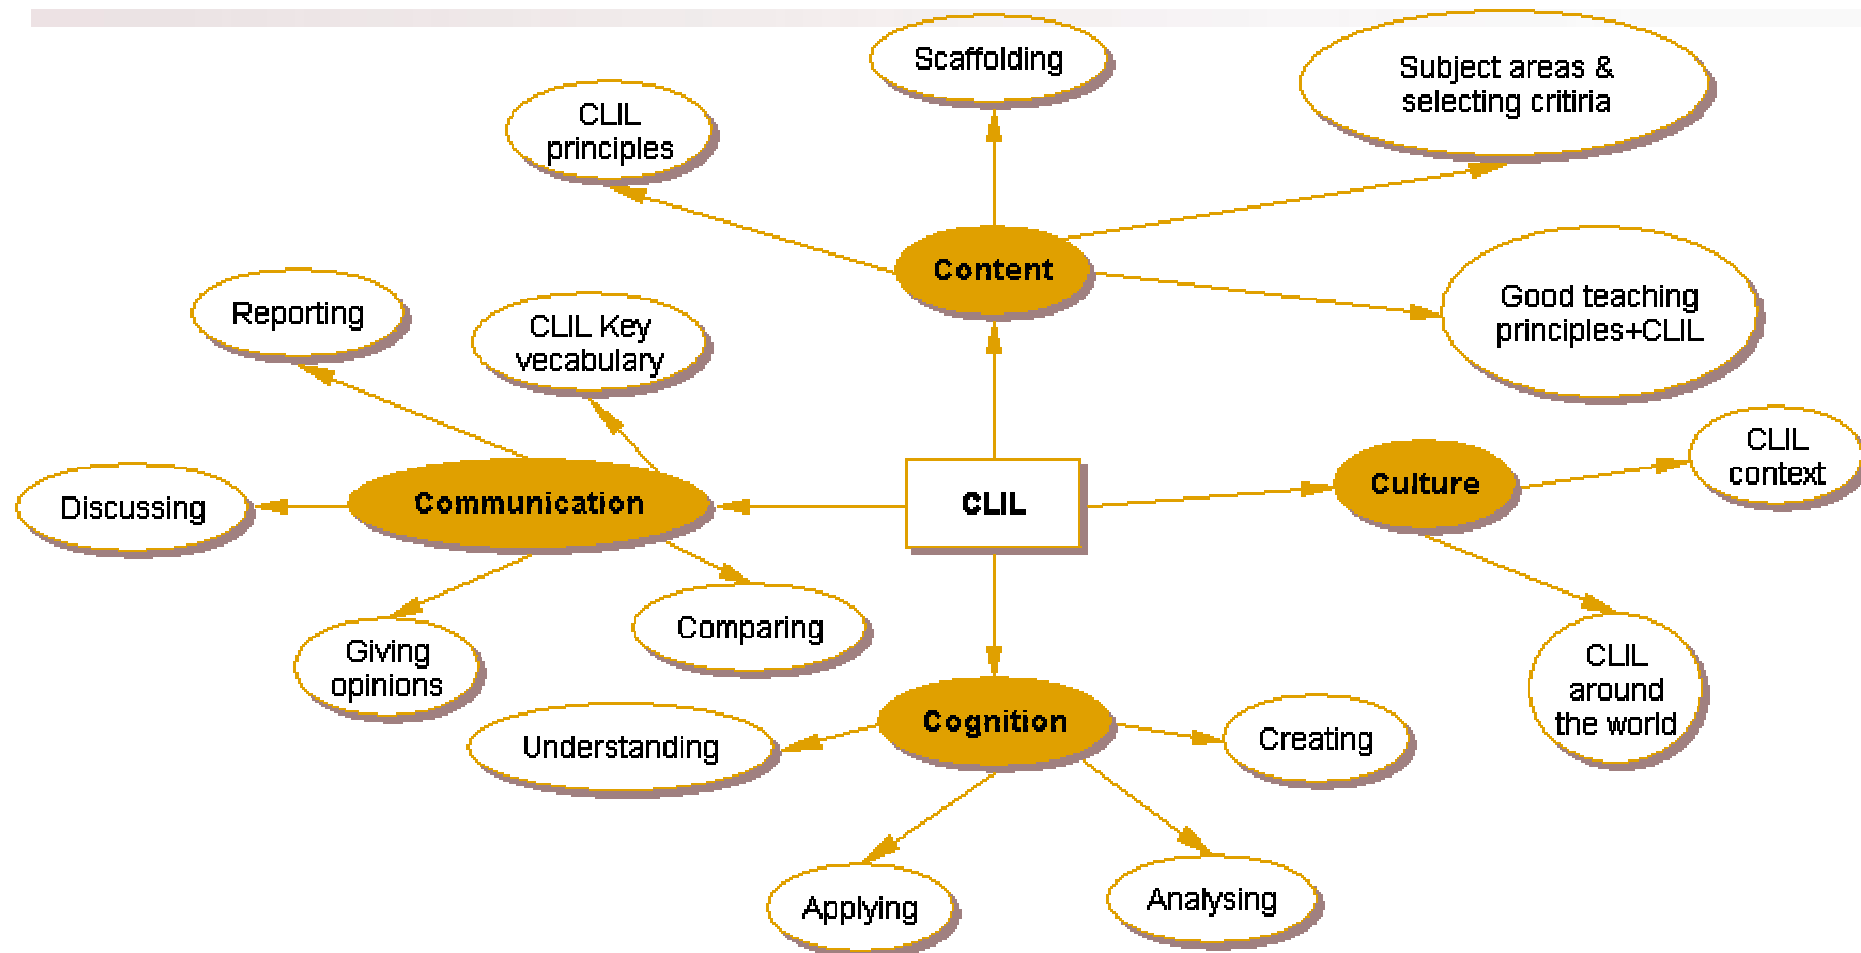 Scaffolding
Subject areas &
selecting critiria
CLIL
principles
Content
Good teaching
principles+CLIL
Reporting
CLIL Key
vecabulary
Discussing
Communication
CLIL
Culture
CLIL
context
Giving
opinions
Comparing
CLIL
around
the world
Understanding
Cognition
Creating
Applying
Analysing